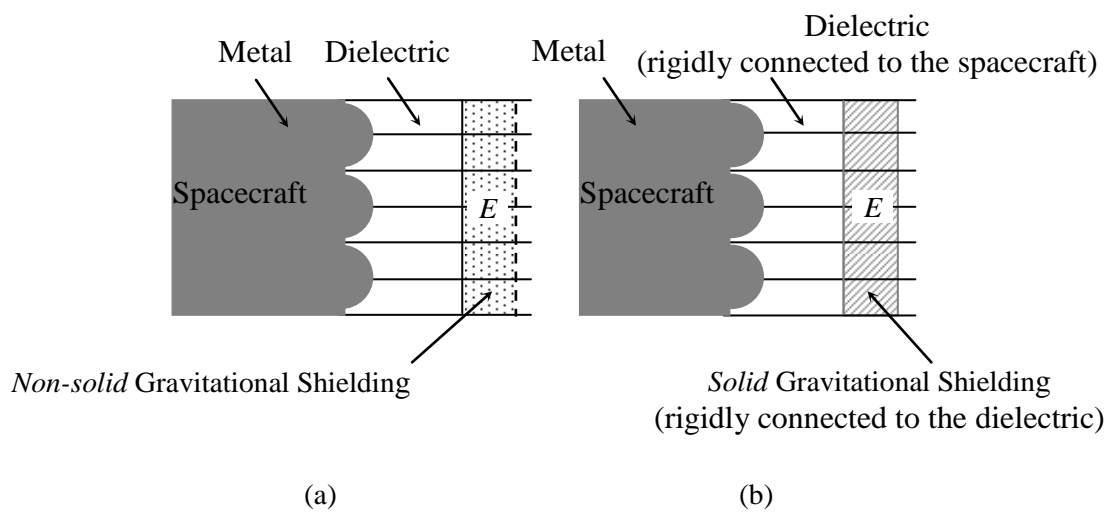 Metal
Dielectric
Spacecraft
E
Non-solid Gravitational Shielding
(a)
Dielectric
(rigidly connected to the spacecraft)
Metal
Spacecraft
E
Solid Gravitational Shielding
(rigidly connected to the dielectric)
(b)